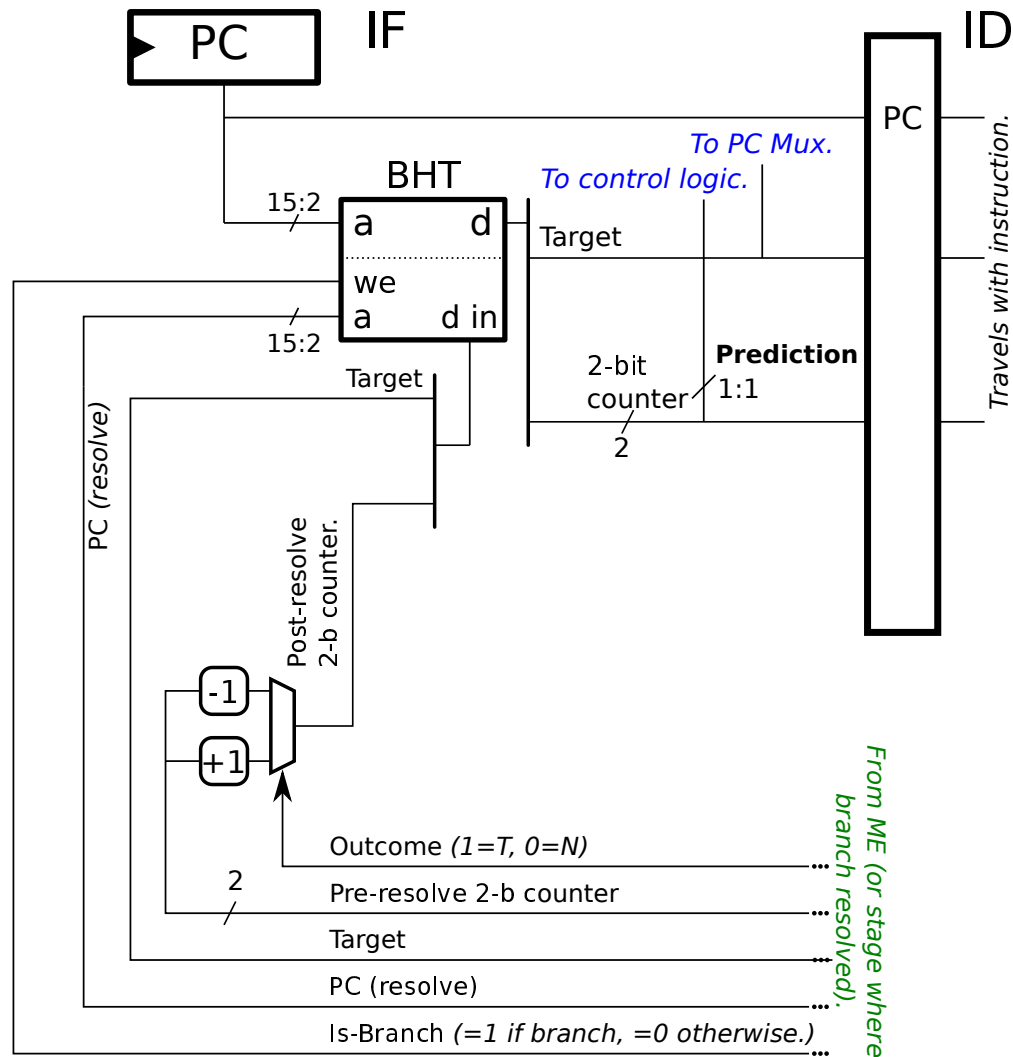 PC
IF
ID
PC
To PC Mux.
To control logic.
BHT
15:2
a
d
Target
we
a
d in
15:2
Travels with instruction.
Prediction
1:1
2-bit
counter
2
Target
PC (resolve)
Post-resolve
2-b counter.
-1
+1
Outcome (1=T, 0=N)
2
Pre-resolve 2-b counter
Target
PC (resolve)
Is-Branch (=1 if branch, =0 otherwise.)
From ME (or stage where
branch resolved).